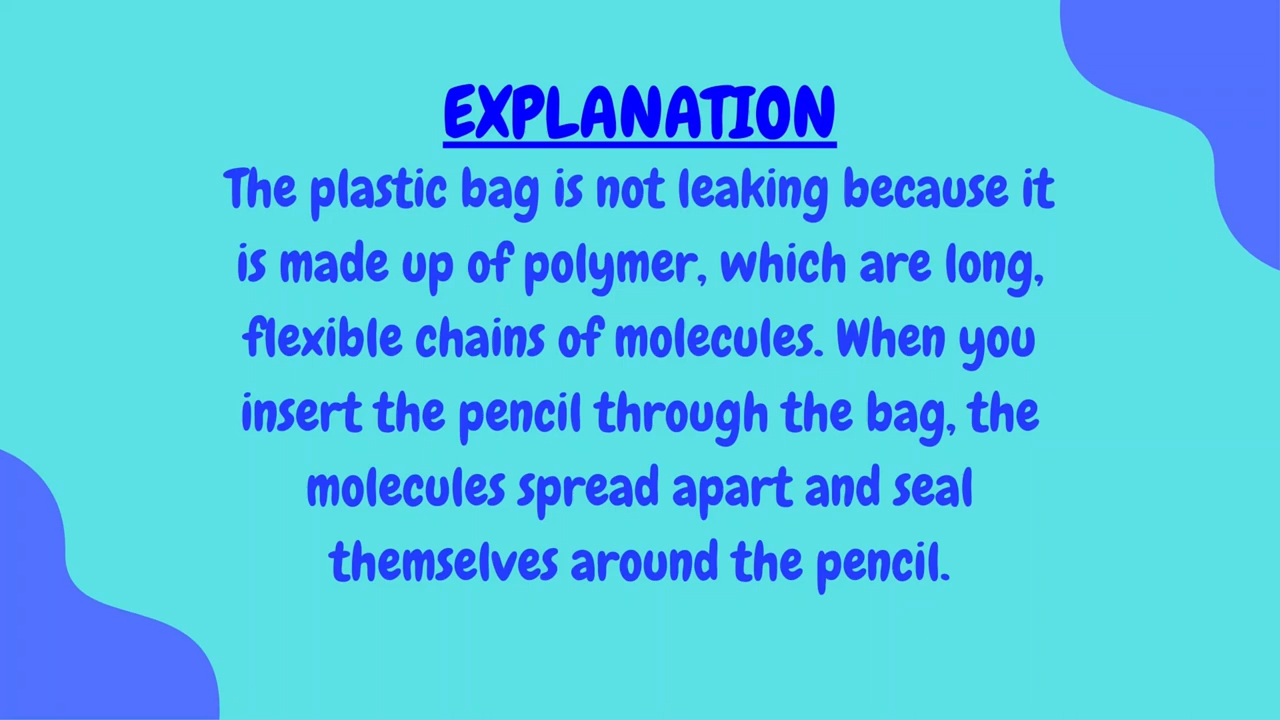 EXPLANATION
The plastic bag is not leaking because it
is made up of polymer, which are long,
flexible chains of molecules. When you
insert the pencil through the bag, the
molecules spread apart and seal
themselves around the pencil.